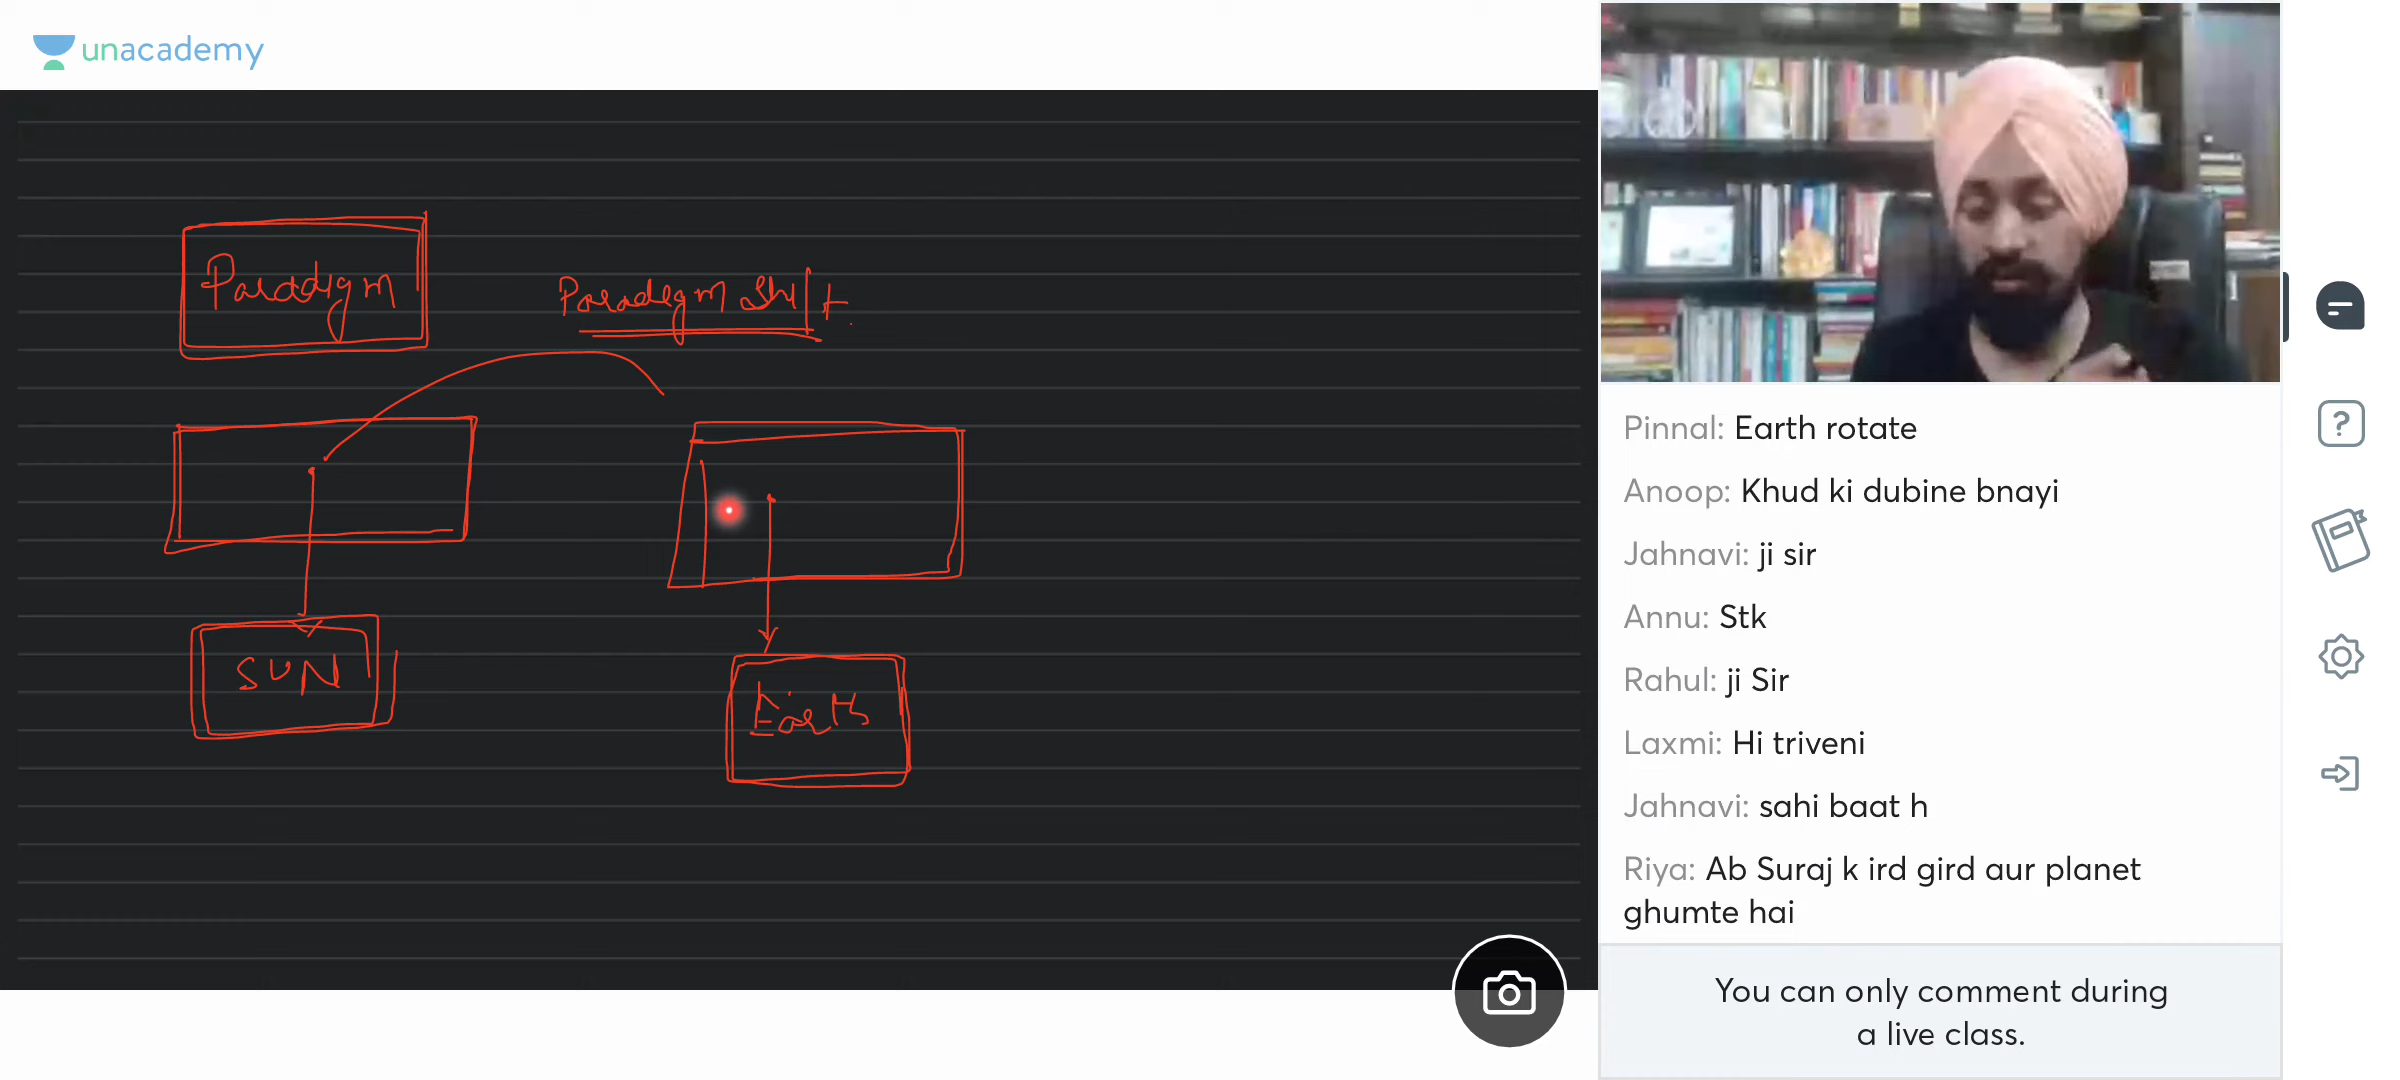 unacademy
Paradigm
Paradigm Shift
SUN
Earth
Pinnal: Earth rotate
Anoop: Khud ki dubine bnayi
Jahnavi: ji sir
Annu: Stk
Rahul: ji Sir
Laxmi: Hi triveni
Jahnavi: sahi baat h
Riya: Ab Suraj k ird gird aur planet
ghumte hai
You can only comment during
a live class.